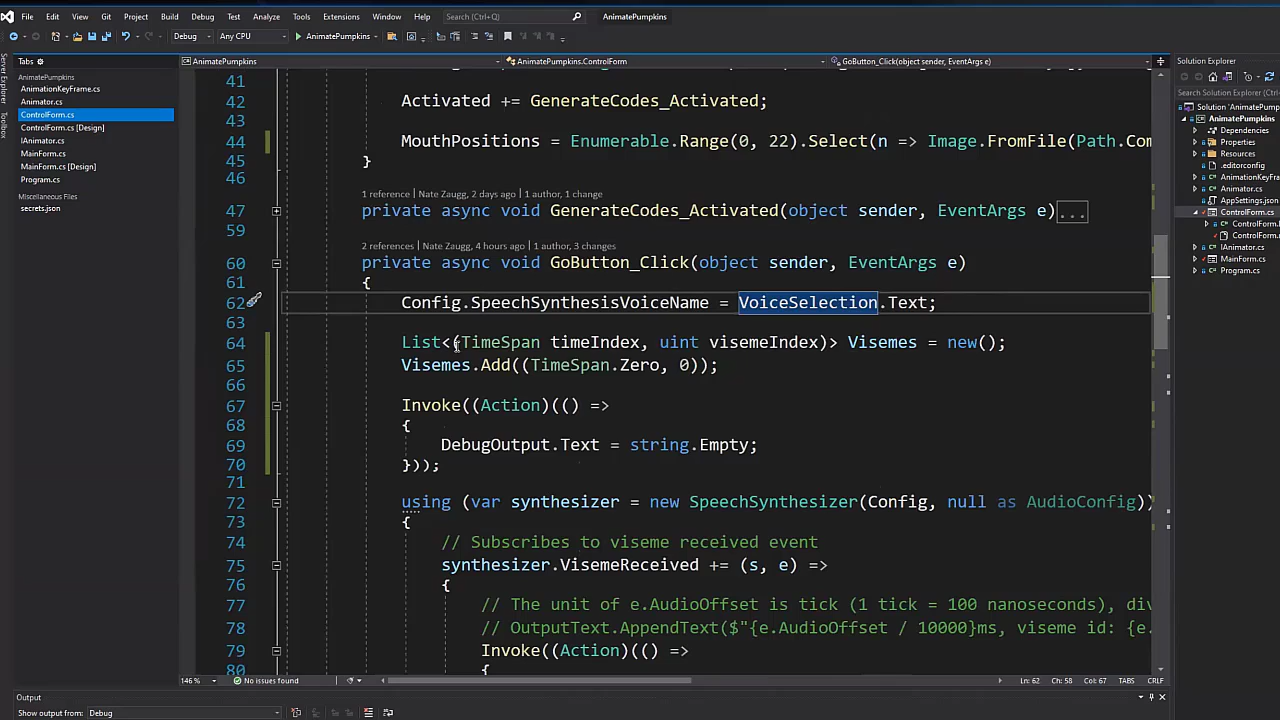 File Edit View Git Project Build Debug Test Analyze Tools Extensions Window Help Search (Ctrl+Q) AnimatePumpkins
Debug Any CPU AnimatePumpkins
Tabs
AnimatePumpkins
AnimationKeyFrame.cs
Animator.cs
ControlForm.cs
ControlForm.cs [Design]
IAnimator.cs
MainForm.cs
MainForm.cs [Design]
Program.cs
Miscellaneous Files
secrets.json
Server Explorer
Toolbox
AnimatePumpkins AnimatePumpkins.ControlForm GoButton_Click(object sender, EventArgs e)
41
42 Activated += GenerateCodes_Activated;
43
44 MouthPositions = Enumerable.Range(0, 22).Select(n => Image.FromFile(Path.Com
45 }
46
1 reference | Nate Zaugg, 2 days ago | 1 author, 1 change
47 private async void GenerateCodes_Activated(object sender, EventArgs e)...
59
2 references | Nate Zaugg, 4 hours ago | 1 author, 3 changes
60 private async void GoButton_Click(object sender, EventArgs e)
61 {
62 Config.SpeechSynthesisVoiceName = VoiceSelection.Text;
63
64 List<(TimeSpan timeIndex, uint visemeIndex)> Visemes = new();
65 Visemes.Add((TimeSpan.Zero, 0));
66
67 Invoke((Action)(() =>
68 {
69 DebugOutput.Text = string.Empty;
70 }));
71
72 using (var synthesizer = new SpeechSynthesizer(Config, null as AudioConfig))
73 {
74 // Subscribes to viseme received event
75 synthesizer.VisemeReceived += (s, e) =>
76 {
77 // The unit of e.AudioOffset is tick (1 tick = 100 nanoseconds), div
78 // OutputText.AppendText($"{e.AudioOffset / 10000}ms, viseme id: {e.
79 Invoke((Action)(() =>
80 {
146 % No issues found Ln: 62 Ch: 58 Col: 67 TABS CRLF
Output
Show output from: Debug
Solution Explorer
Search Solution Explorer
Solution 'AnimatePumpkins
AnimatePumpkins
Dependencies
Properties
Resources
.editorconfig
AnimationKeyFra
Animator.cs
AppSettings.json
ControlForm.cs
ControlForm.
ControlForm.
IAnimator.cs
MainForm.cs
Program.cs